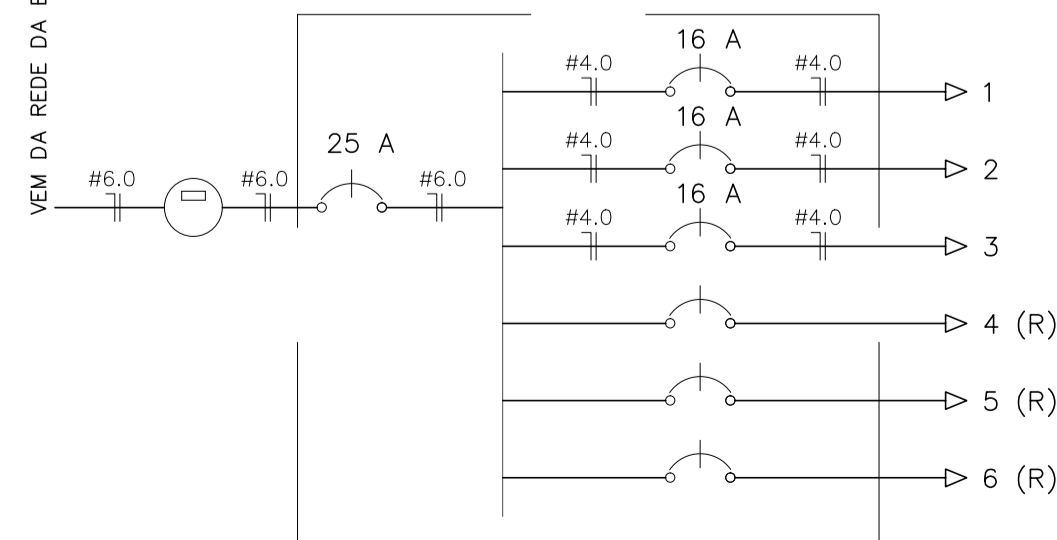 VEM DA REDE DA
16 A
#4.0 #4.0
1
16 A
#4.0 #4.0
2
25 A
#6.0 #6.0 #6.0
16 A
#4.0 #4.0
3
4 (R)
5 (R)
6 (R)